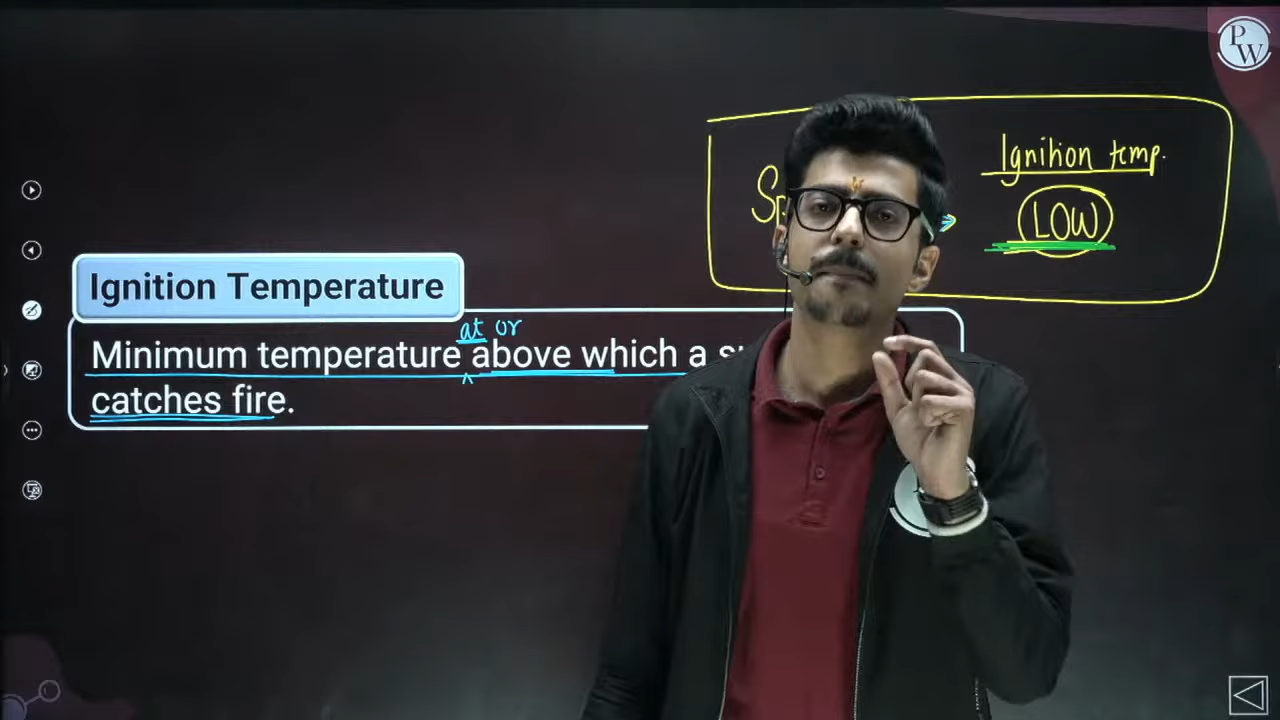 PW
Ignition temp.
LOW
Ignition Temperature
at or
Minimum temperature above which a
catches fire.